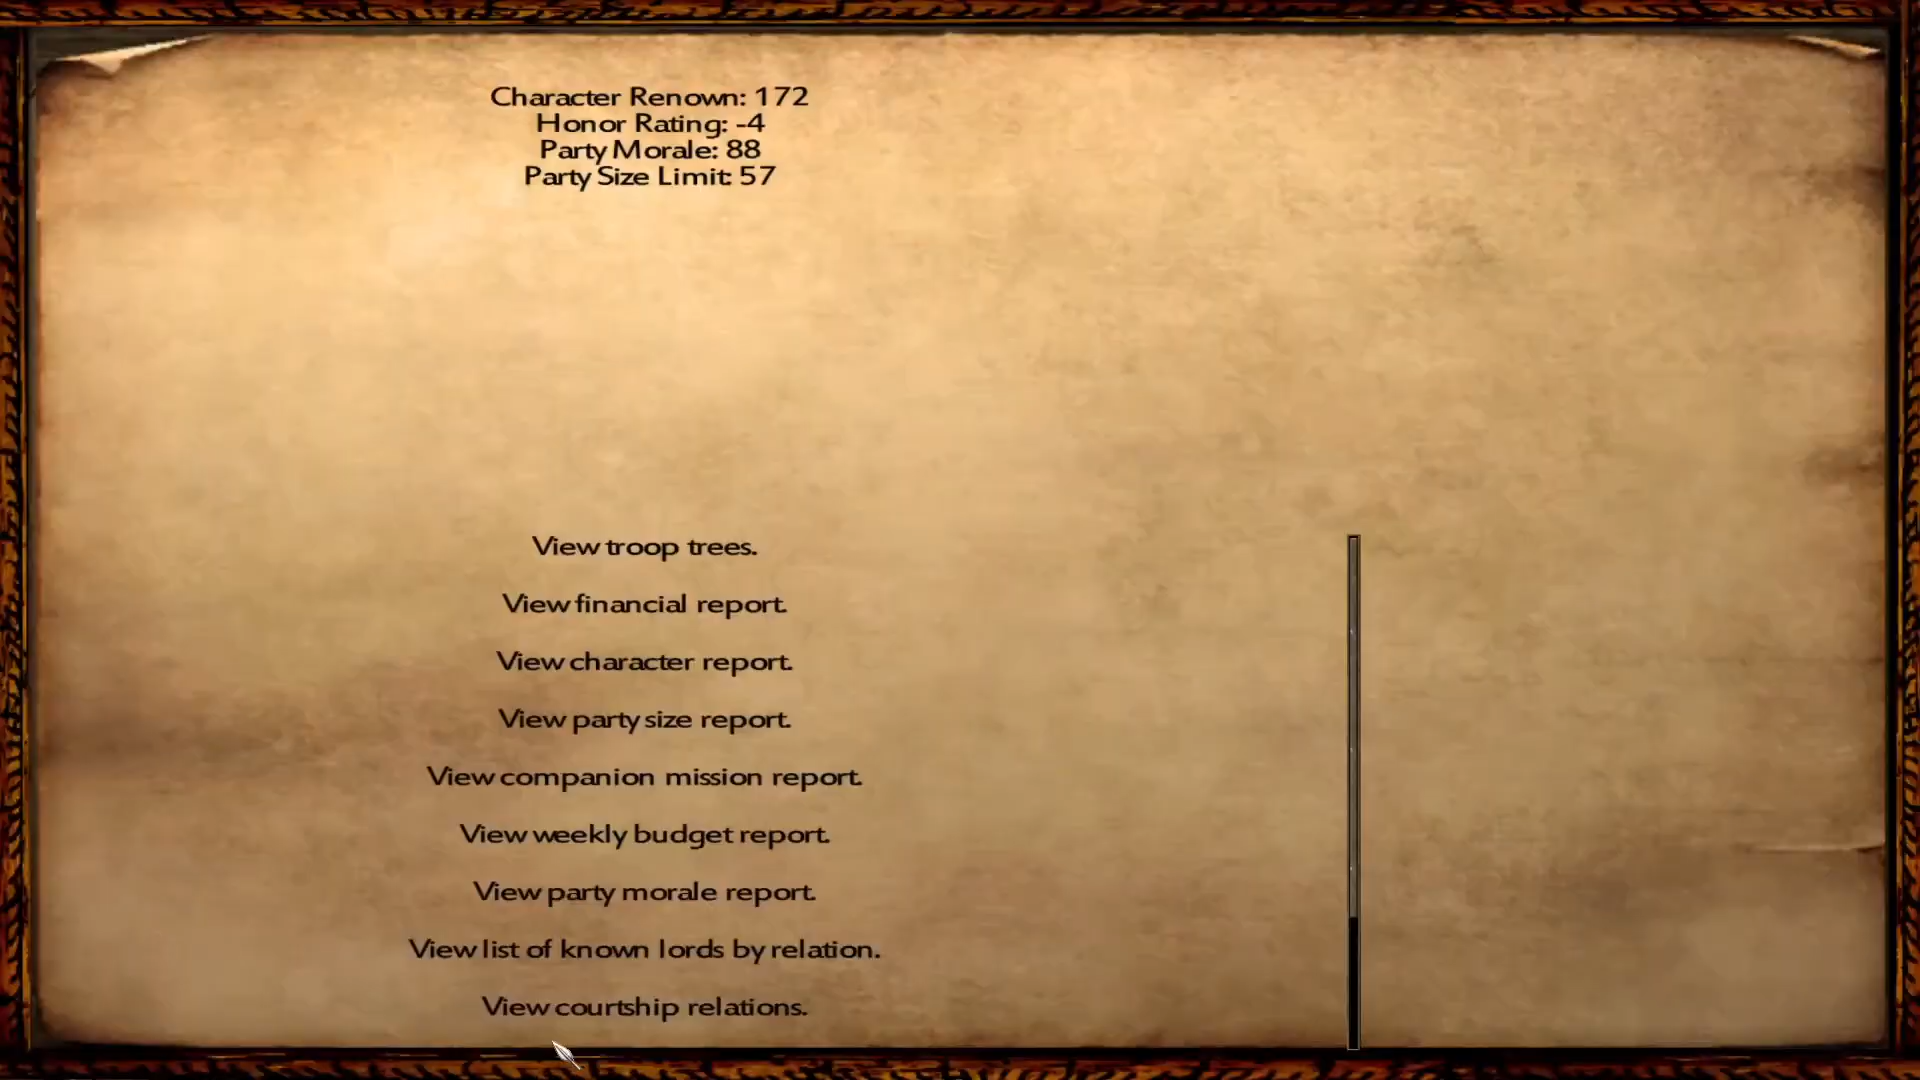 Character Renown: 172
Honor Rating: -4
Party Morale: 88
Party Size Limit: 57
View troop trees.
View financial report.
View character report.
View party size report.
View companion mission report.
View weekly budget report.
View party morale report.
View list of known lords by relation.
View courtship relations.